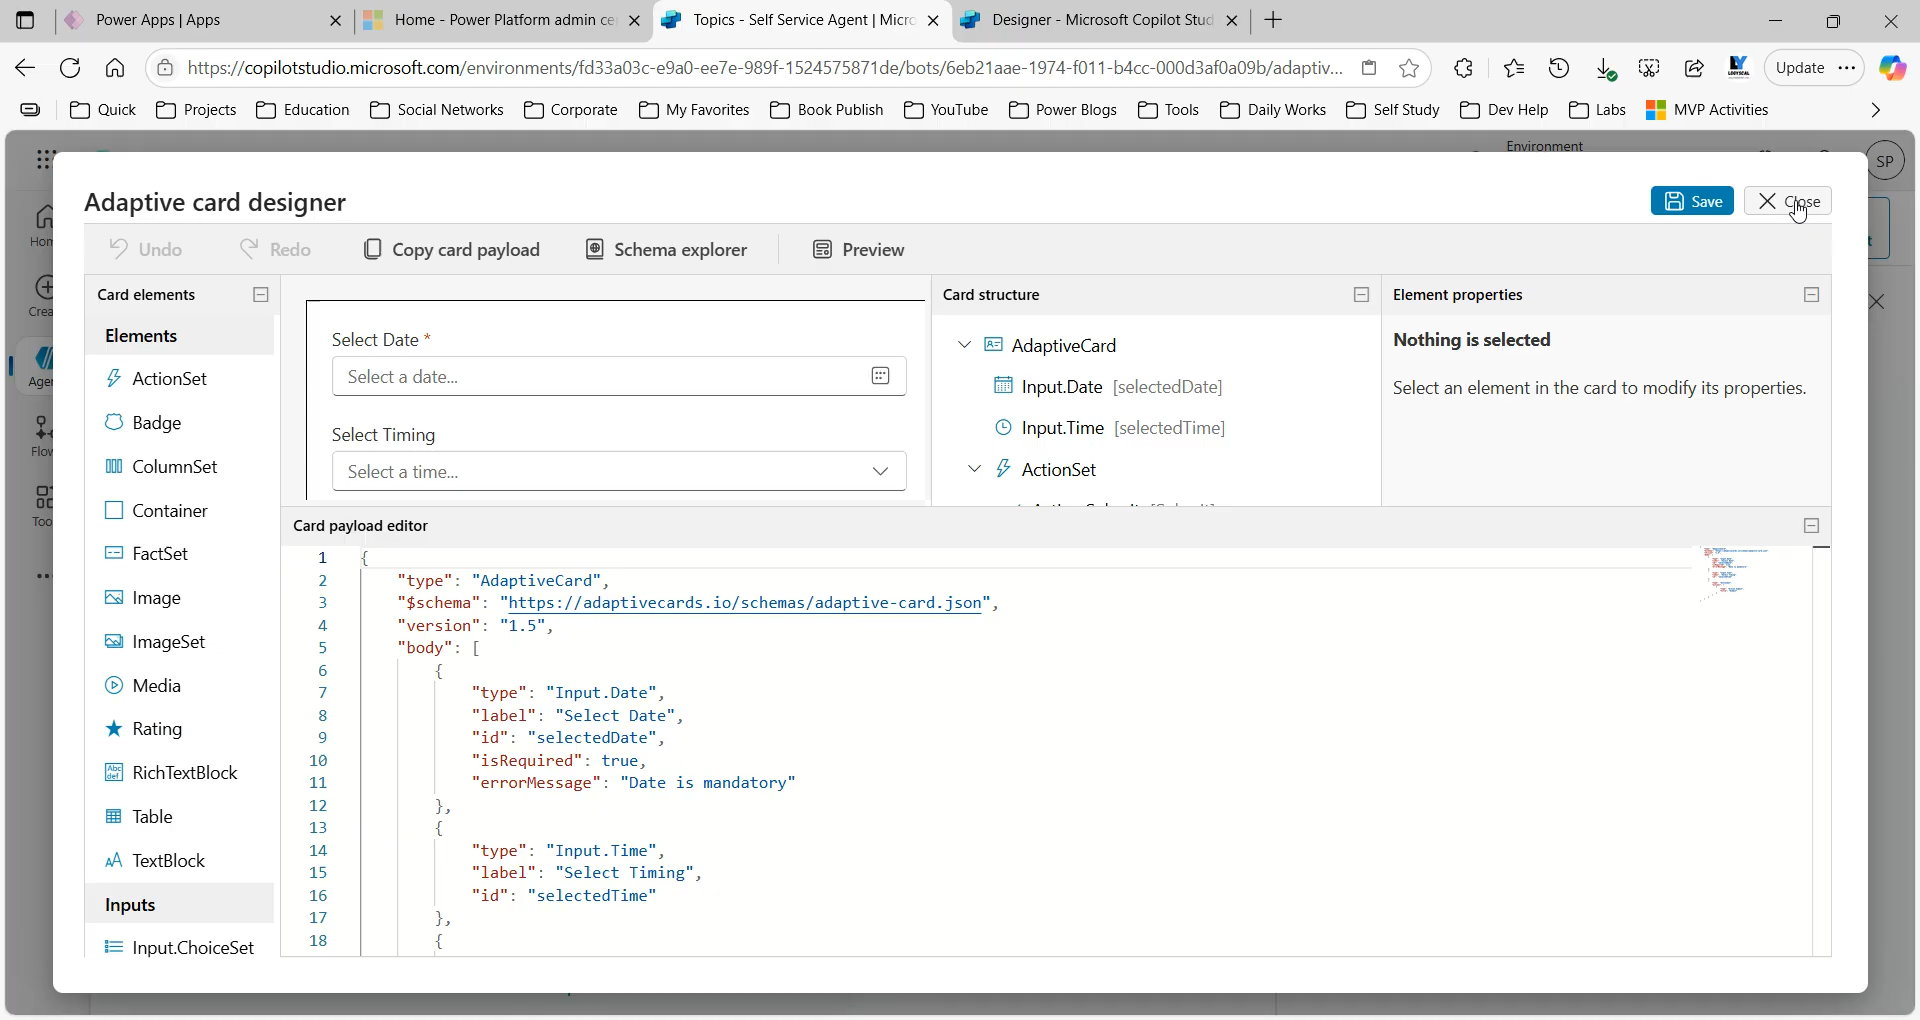 Power Apps | Apps
Home - Power Platform admin ce
Topics - Self Service Agent | Micro
Designer - Microsoft Copilot Stud
https://copilotstudio.microsoft.com/environments/fd33a03c-e9a0-ee7e-989f-1524575871de/bots/6eb21aae-1974-f011-b4cc-000d3af0a09b/adaptiv...
Update
Quick
Projects
Education
Social Networks
Corporate
My Favorites
Book Publish
YouTube
Power Blogs
Tools
Daily Works
Self Study
Dev Help
Labs
MVP Activities
Environment
SP
Adaptive card designer
Save
Close
Undo
Redo
Copy card payload
Schema explorer
Preview
Card elements
Elements
ActionSet
Badge
ColumnSet
Container
FactSet
Image
ImageSet
Media
Rating
RichTextBlock
Table
TextBlock
Inputs
Input.ChoiceSet
Select Date *
Select a date...
Select Timing
Select a time...
Card structure
AdaptiveCard
Input.Date [selectedDate]
Input.Time [selectedTime]
ActionSet
Element properties
Nothing is selected
Select an element in the card to modify its properties.
Card payload editor
1 {
2 "type": "AdaptiveCard",
3 "$schema": "https://adaptivecards.io/schemas/adaptive-card.json",
4 "version": "1.5",
5 "body": [
6 {
7 "type": "Input.Date",
8 "label": "Select Date",
9 "id": "selectedDate",
10 "isRequired": true,
11 "errorMessage": "Date is mandatory"
12 },
13 {
14 "type": "Input.Time",
15 "label": "Select Timing",
16 "id": "selectedTime"
17 },
18 {